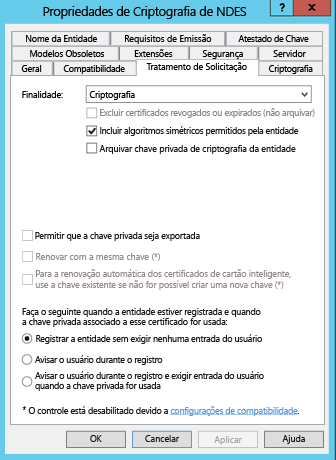 Propriedades de Criptografia de NDES
?
X
Nome da Entidade
Requisitos de Emissão
Atestado de Chave
Modelos Obsoletos
Extensões
Segurança
Servidor
Geral
Compatibilidade
Tratamento de Solicitação
Criptografia
Finalidade:
Criptografia
Excluir certificados revogados ou expirados (não arquivar)
Incluir algoritmos simétricos permitidos pela entidade
Arquivar chave privada de criptografia da entidade
Permitir que a chave privada seja exportada
Renovar com a mesma chave (*)
Para a renovação automática dos certificados de cartão inteligente,
use a chave existente se não for possível criar uma nova chave (*)
Faça o seguinte quando a entidade estiver registrada e quando
a chave privada associado a esse certificado for usada:
Registrar a entidade sem exigir nenhuma entrada do usuário
Avisar o usuário durante o registro
Avisar o usuário durante o registro e exigir entrada do usuário
quando a chave privada for usada
* O controle está desabilitado devido a configurações de compatibilidade.
OK
Cancelar
Aplicar
Ajuda